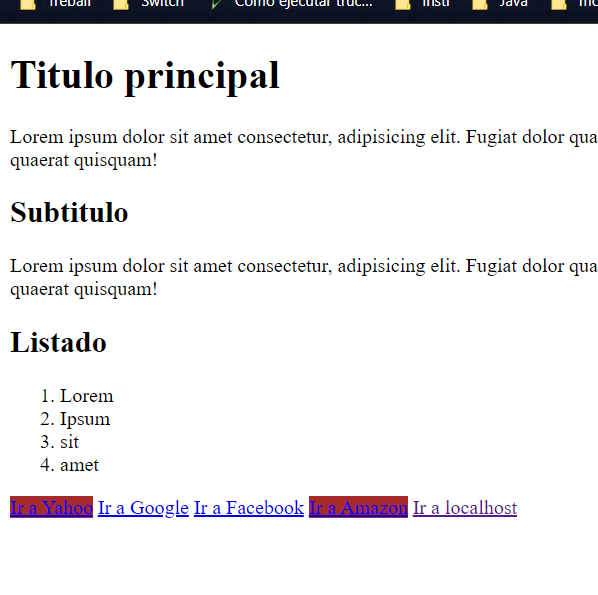 Treball Switch Como ejecutar truc... Insti Java
Titulo principal
Lorem ipsum dolor sit amet consectetur, adipisicing elit. Fugiat dolor qua
quaerat quisquam!
Subtitulo
Lorem ipsum dolor sit amet consectetur, adipisicing elit. Fugiat dolor qua
quaerat quisquam!
Listado
1. Lorem
2. Ipsum
3. sit
4. amet
Ir a Yahoo Ir a Google Ir a Facebook Ir a Amazon Ir a localhost